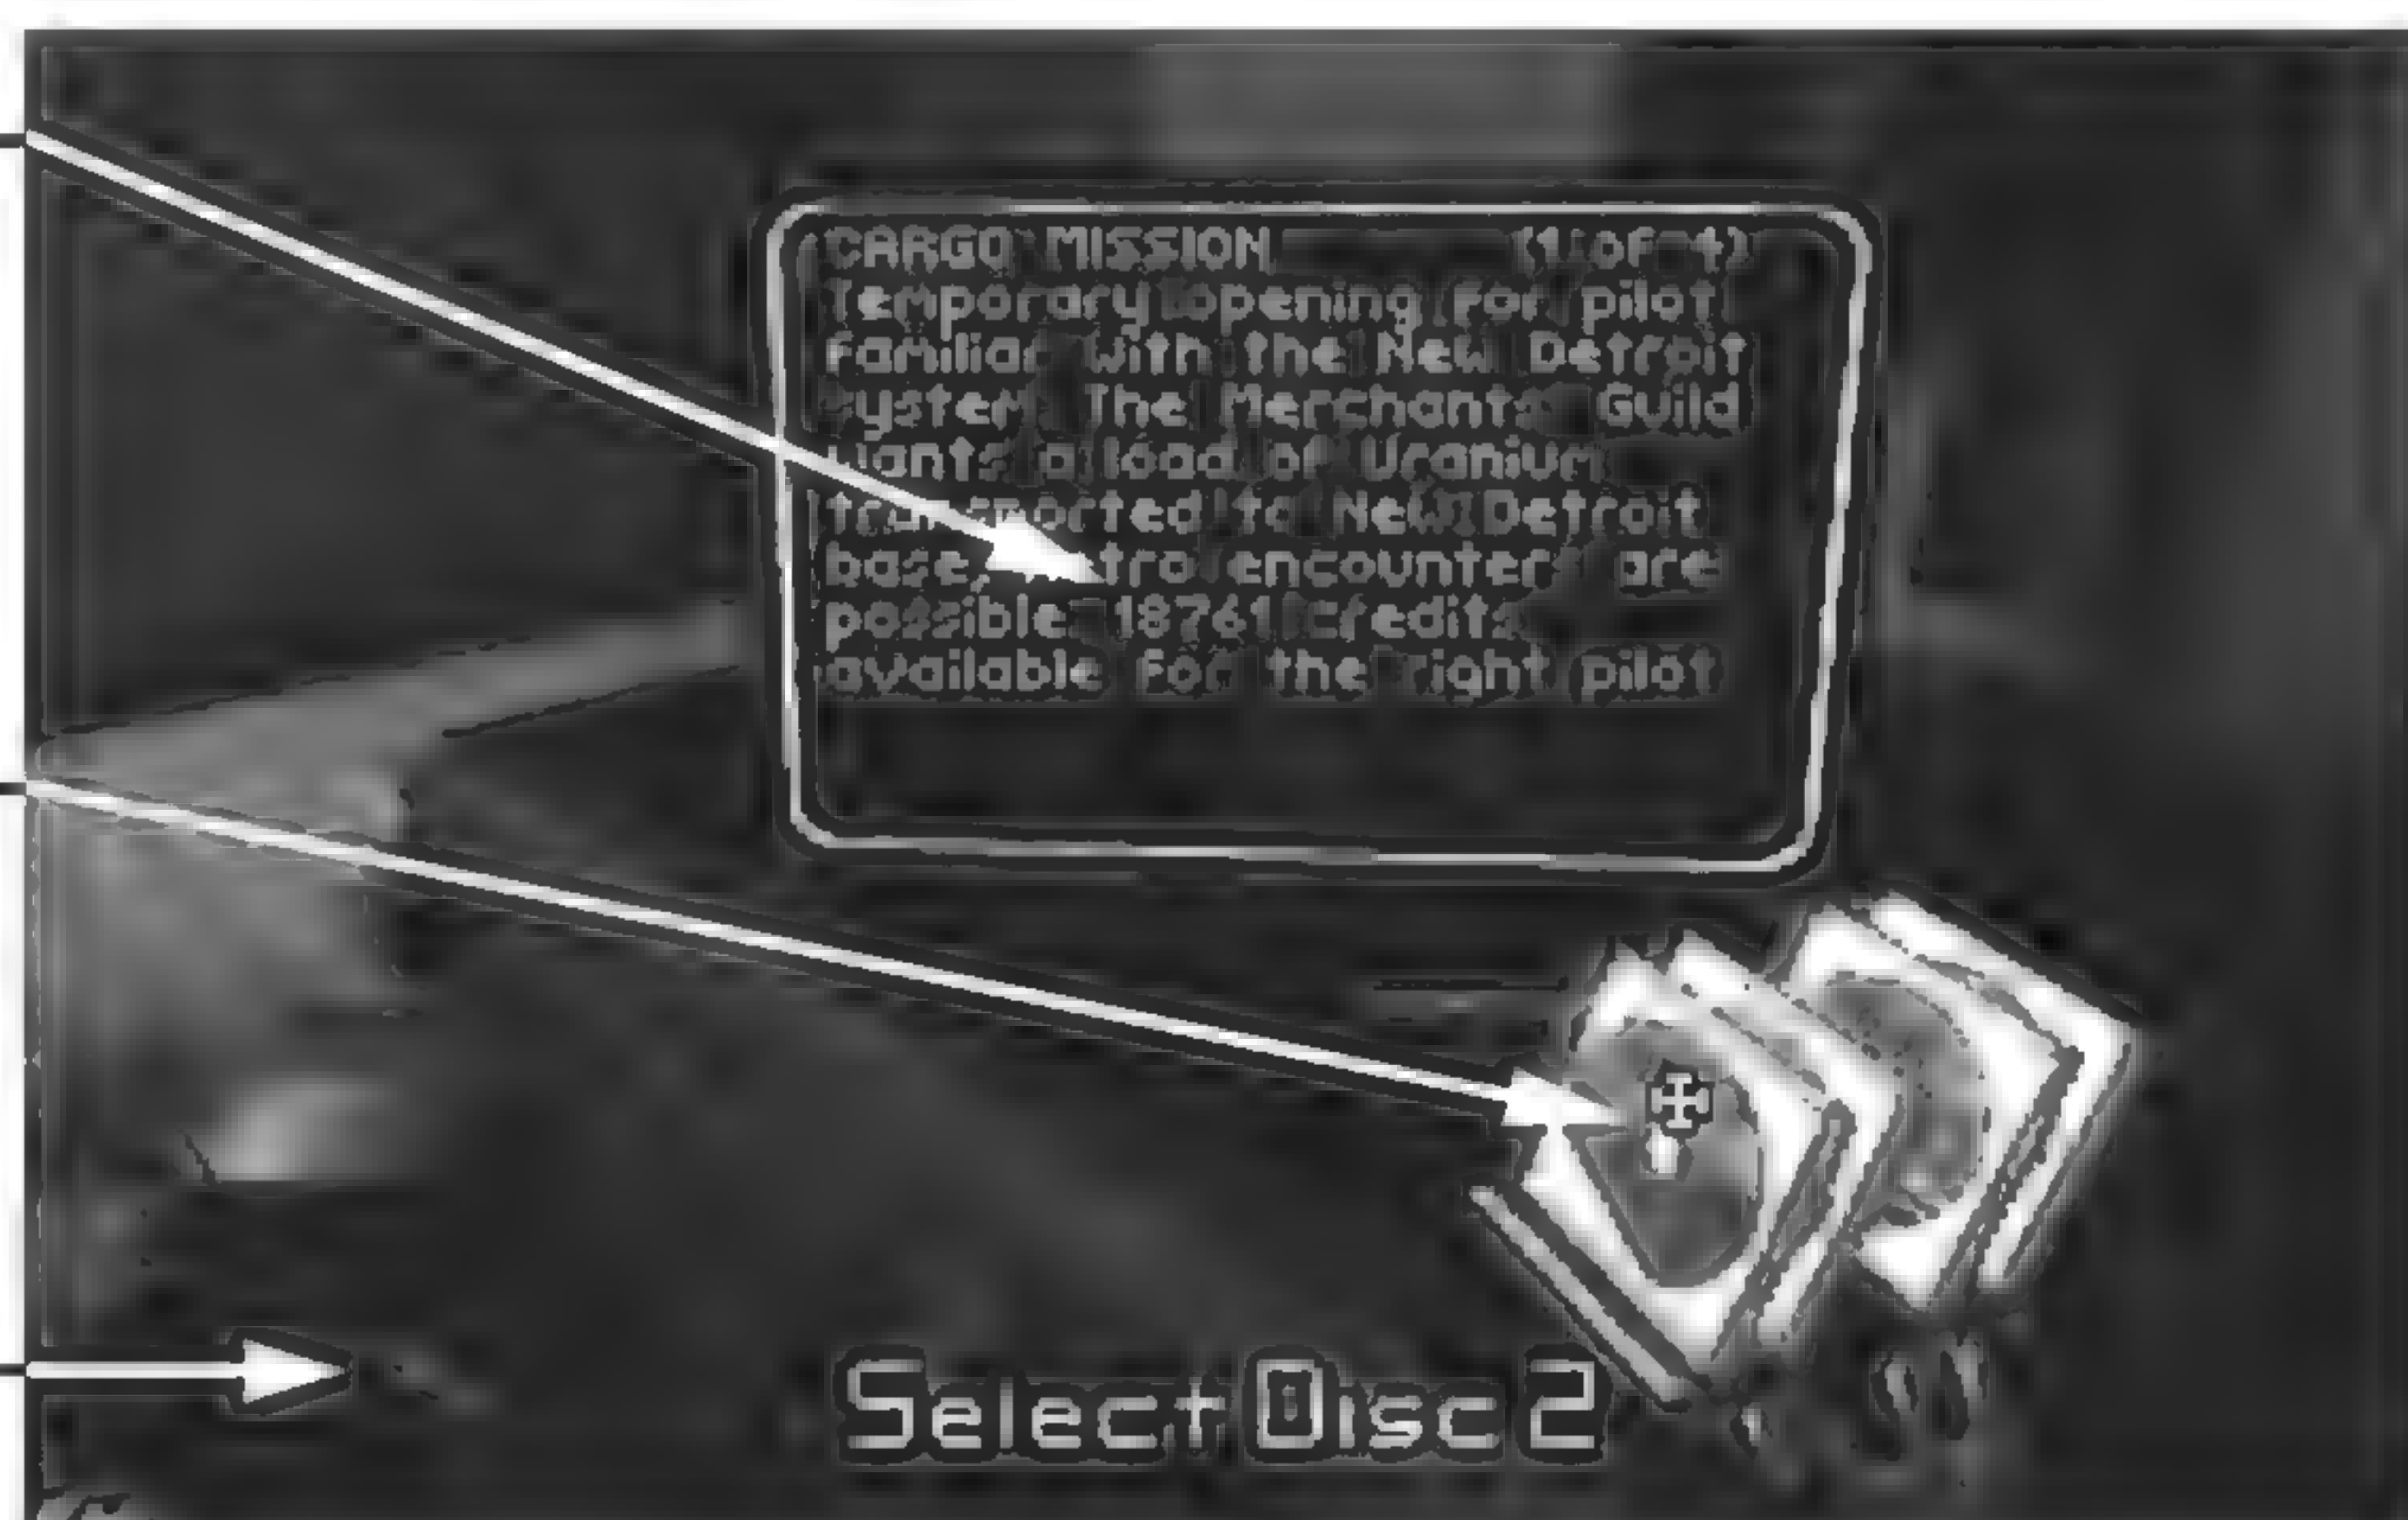 CARGO MISSION (1 of 4)
Temporary opening for pilot
familiar with the New Detroit
system. The Merchants Guild
wants a load of Uranium
transported to New Detroit
base. encounters are
possible. 18761 credits
available for the right pilot
Select Disc 2